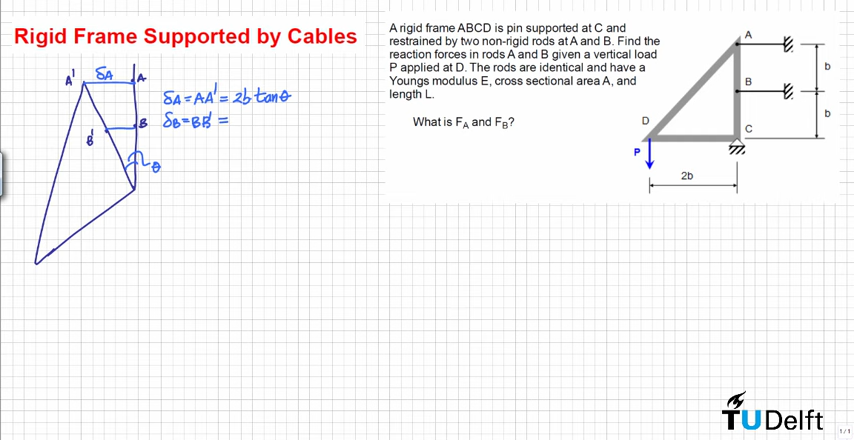 Rigid Frame Supported by Cables
A rigid frame ABCD is pin supported at C and
restrained by two non-rigid rods at A and B. Find the
reaction forces in rods A and B given a vertical load
P applied at D. The rods are identical and have a
Youngs modulus E, cross sectional area A, and
length L.
What is F_A and F_B?
A
B
C
D
P
b
b
2b
A'
δA
A
B
B'
θ
δA = AA' = 2b tanθ
δB = BB' =
TUDelft
1/1